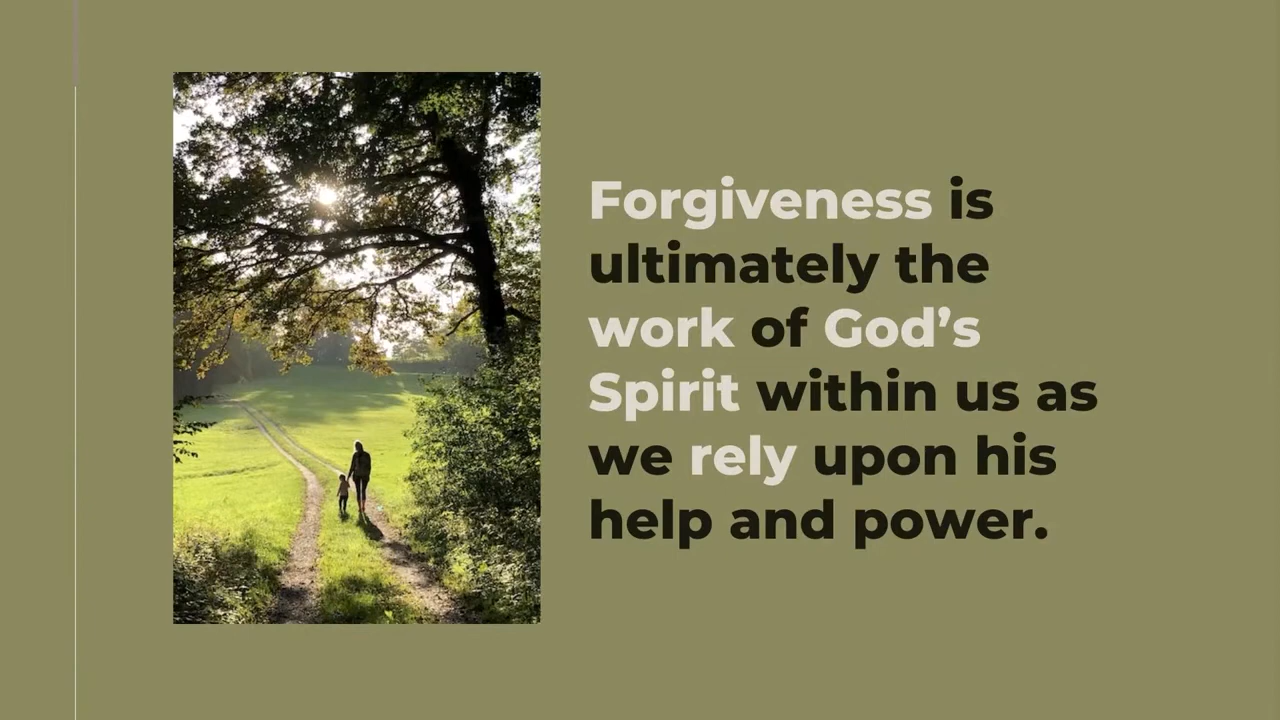 Forgiveness is
ultimately the
work of God’s
Spirit within us as
we rely upon his
help and power.